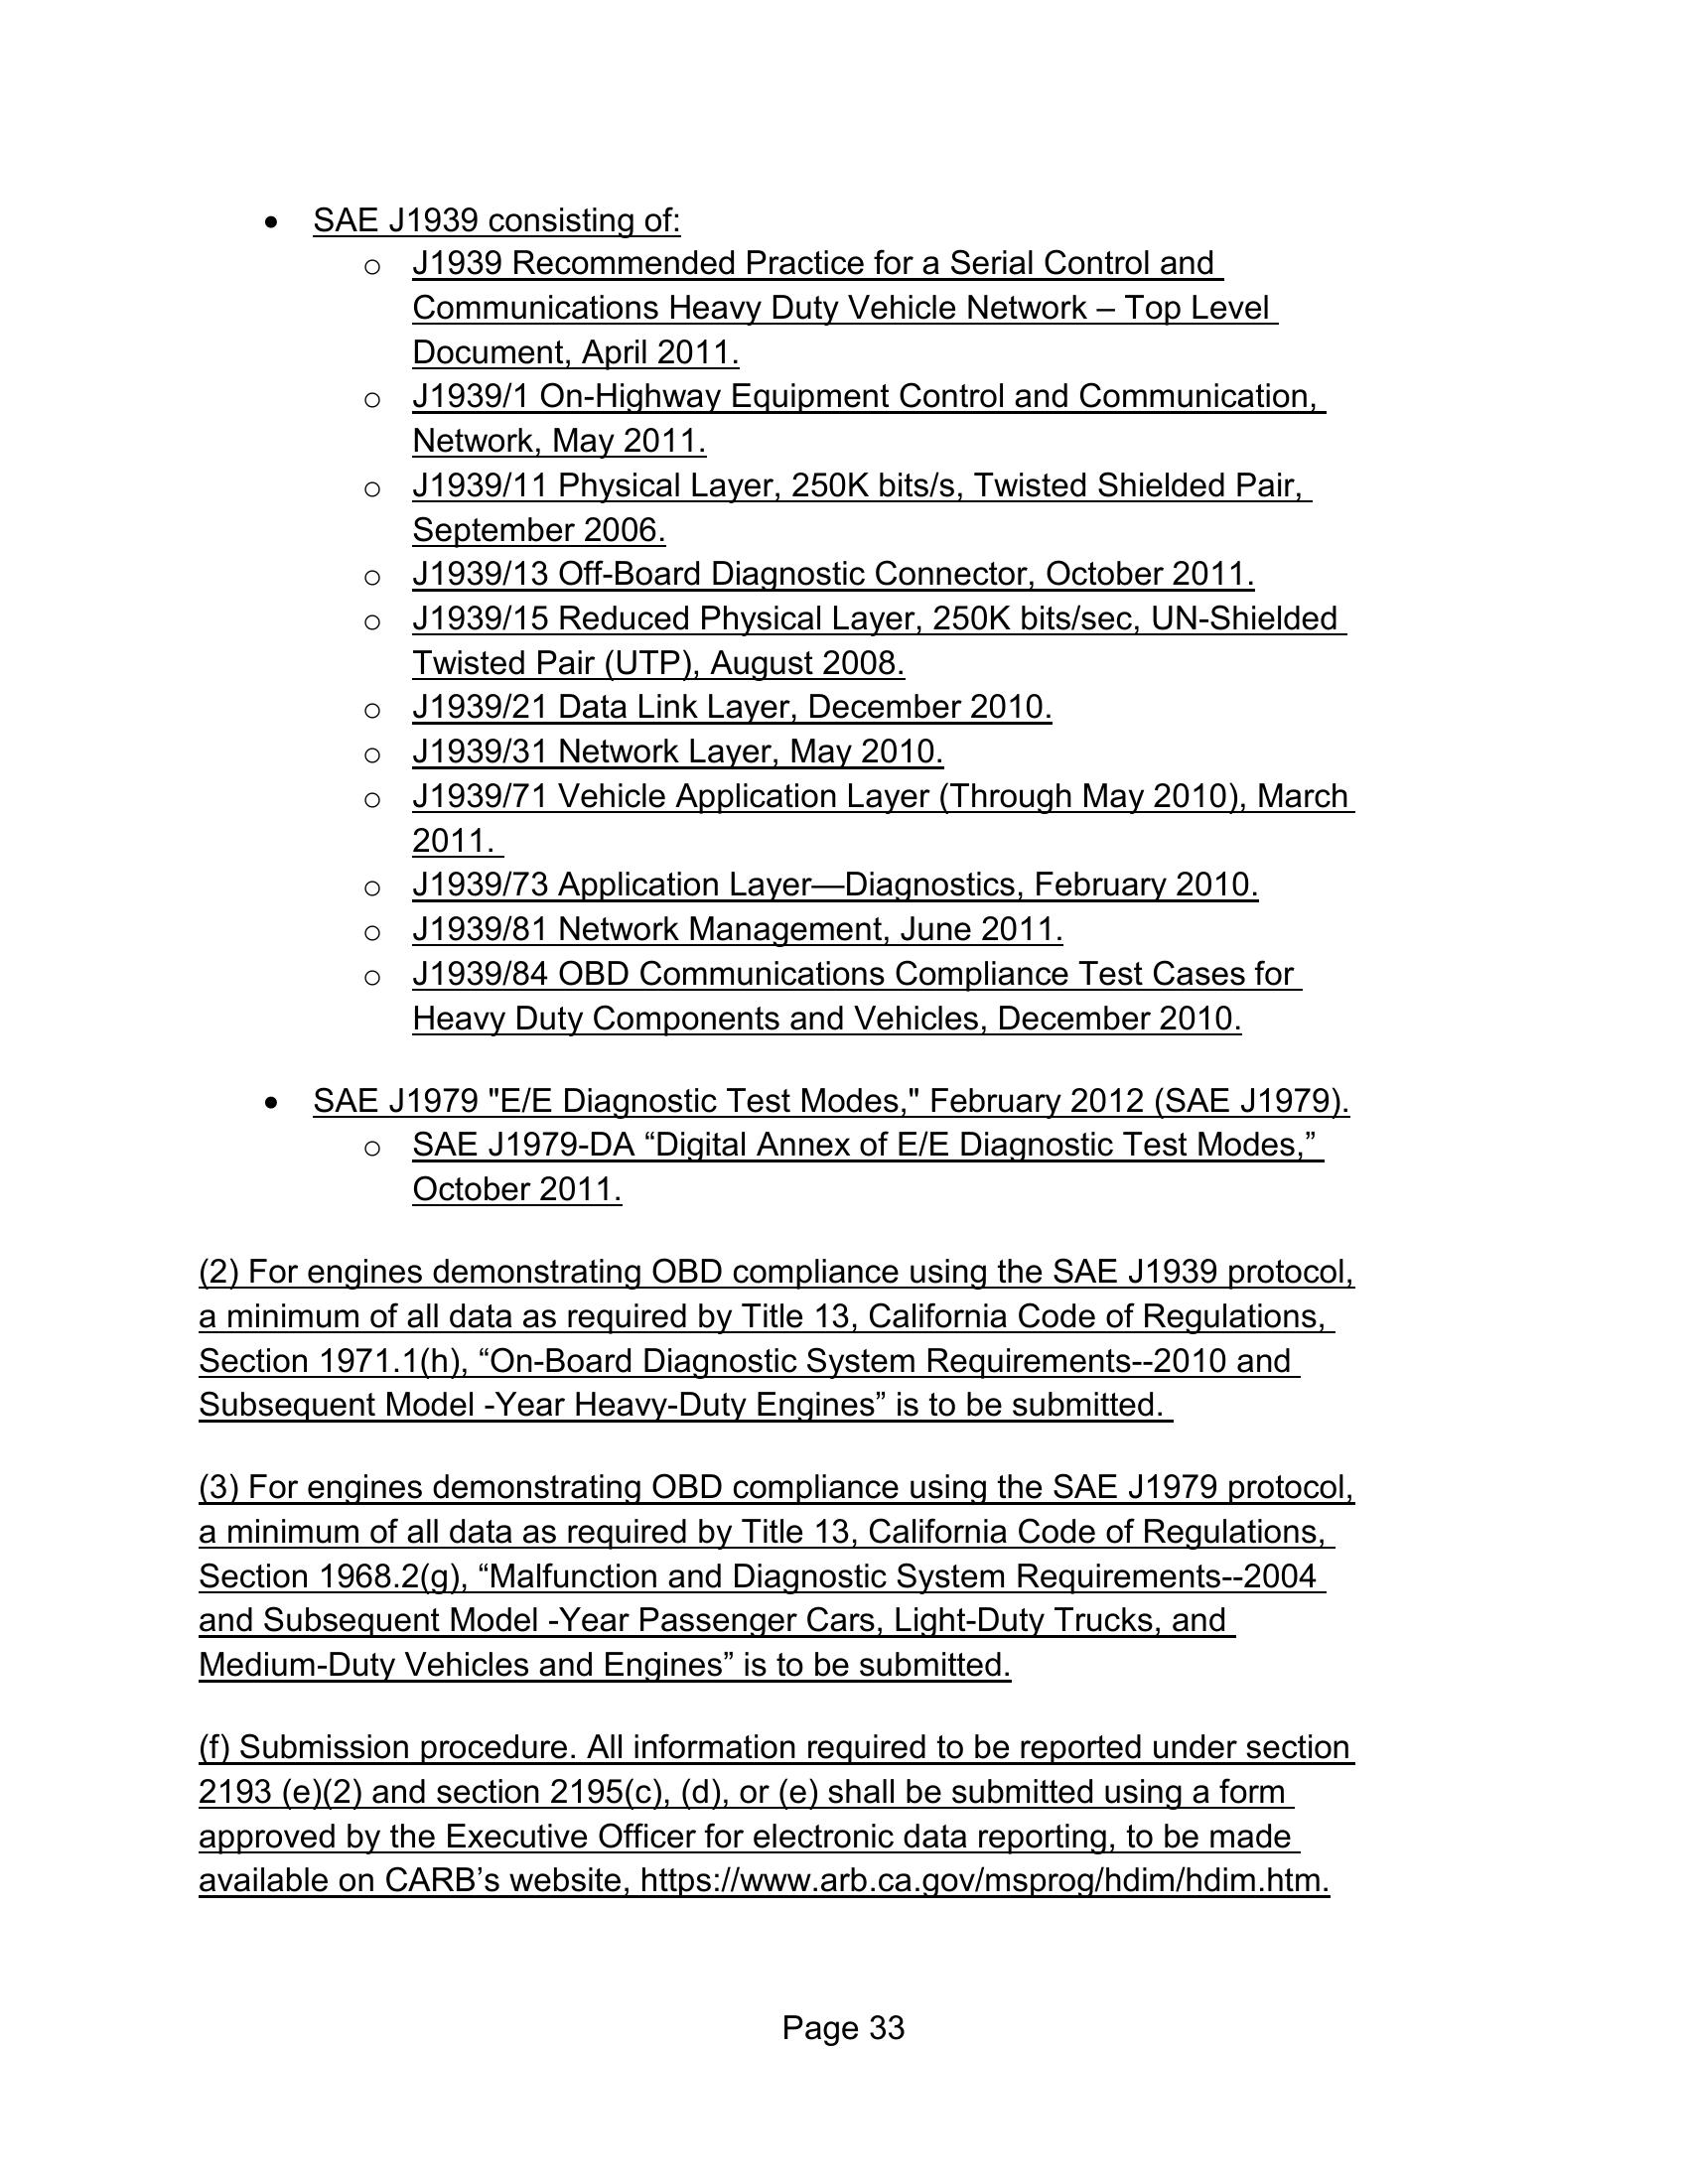 • SAE J1939 consisting of:
o J1939 Recommended Practice for a Serial Control and
Communications Heavy Duty Vehicle Network – Top Level
Document, April 2011.
o J1939/1 On-Highway Equipment Control and Communication,
Network, May 2011.
o J1939/11 Physical Layer, 250K bits/s, Twisted Shielded Pair,
September 2006.
o J1939/13 Off-Board Diagnostic Connector, October 2011.
o J1939/15 Reduced Physical Layer, 250K bits/sec, UN-Shielded
Twisted Pair (UTP), August 2008.
o J1939/21 Data Link Layer, December 2010.
o J1939/31 Network Layer, May 2010.
o J1939/71 Vehicle Application Layer (Through May 2010), March
2011.
o J1939/73 Application Layer—Diagnostics, February 2010.
o J1939/81 Network Management, June 2011.
o J1939/84 OBD Communications Compliance Test Cases for
Heavy Duty Components and Vehicles, December 2010.
• SAE J1979 "E/E Diagnostic Test Modes," February 2012 (SAE J1979).
o SAE J1979-DA “Digital Annex of E/E Diagnostic Test Modes,”
October 2011.
(2) For engines demonstrating OBD compliance using the SAE J1939 protocol,
a minimum of all data as required by Title 13, California Code of Regulations,
Section 1971.1(h), “On-Board Diagnostic System Requirements--2010 and
Subsequent Model -Year Heavy-Duty Engines” is to be submitted.
(3) For engines demonstrating OBD compliance using the SAE J1979 protocol,
a minimum of all data as required by Title 13, California Code of Regulations,
Section 1968.2(g), “Malfunction and Diagnostic System Requirements--2004
and Subsequent Model -Year Passenger Cars, Light-Duty Trucks, and
Medium-Duty Vehicles and Engines” is to be submitted.
(f) Submission procedure. All information required to be reported under section
2193 (e)(2) and section 2195(c), (d), or (e) shall be submitted using a form
approved by the Executive Officer for electronic data reporting, to be made
available on CARB’s website, https://www.arb.ca.gov/msprog/hdim/hdim.htm.
Page 33